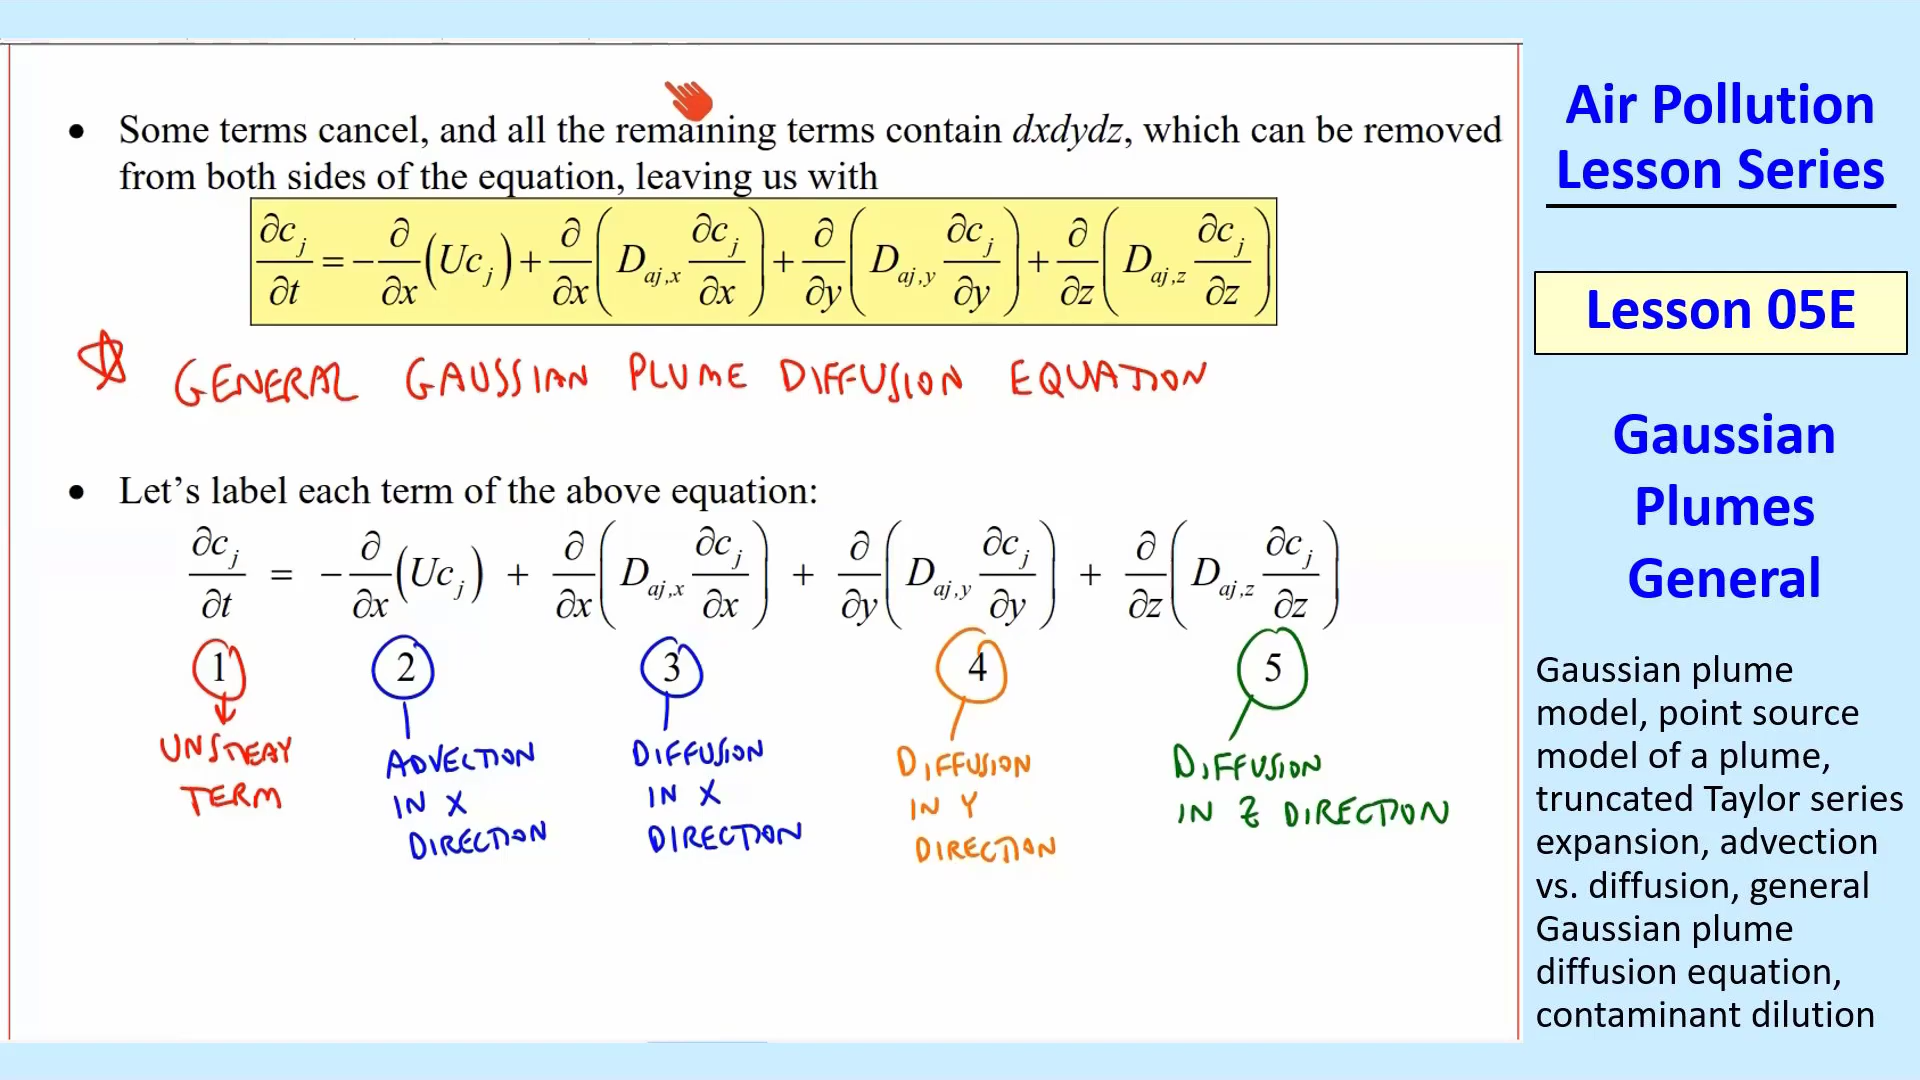 • Some terms cancel, and all the remaining terms contain dxdydz, which can be removed
from both sides of the equation, leaving us with
∂c_j/∂t = −∂/∂x (Uc_j) + ∂/∂x (D_aj,x ∂c_j/∂x) + ∂/∂y (D_aj,y ∂c_j/∂y) + ∂/∂z (D_aj,z ∂c_j/∂z)
GENERAL GAUSSIAN PLUME DIFFUSION EQUATION
• Let's label each term of the above equation:
∂c_j/∂t = −∂/∂x (Uc_j) + ∂/∂x (D_aj,x ∂c_j/∂x) + ∂/∂y (D_aj,y ∂c_j/∂y) + ∂/∂z (D_aj,z ∂c_j/∂z)
1
UNSTEADY
TERM
2
ADVECTION
IN X
DIRECTION
3
DIFFUSION
IN X
DIRECTION
4
DIFFUSION
IN Y
DIRECTION
5
DIFFUSION
IN Z DIRECTION
Air Pollution
Lesson Series
Lesson 05E
Gaussian
Plumes
General
Gaussian plume
model, point source
model of a plume,
truncated Taylor series
expansion, advection
vs. diffusion, general
Gaussian plume
diffusion equation,
contaminant dilution